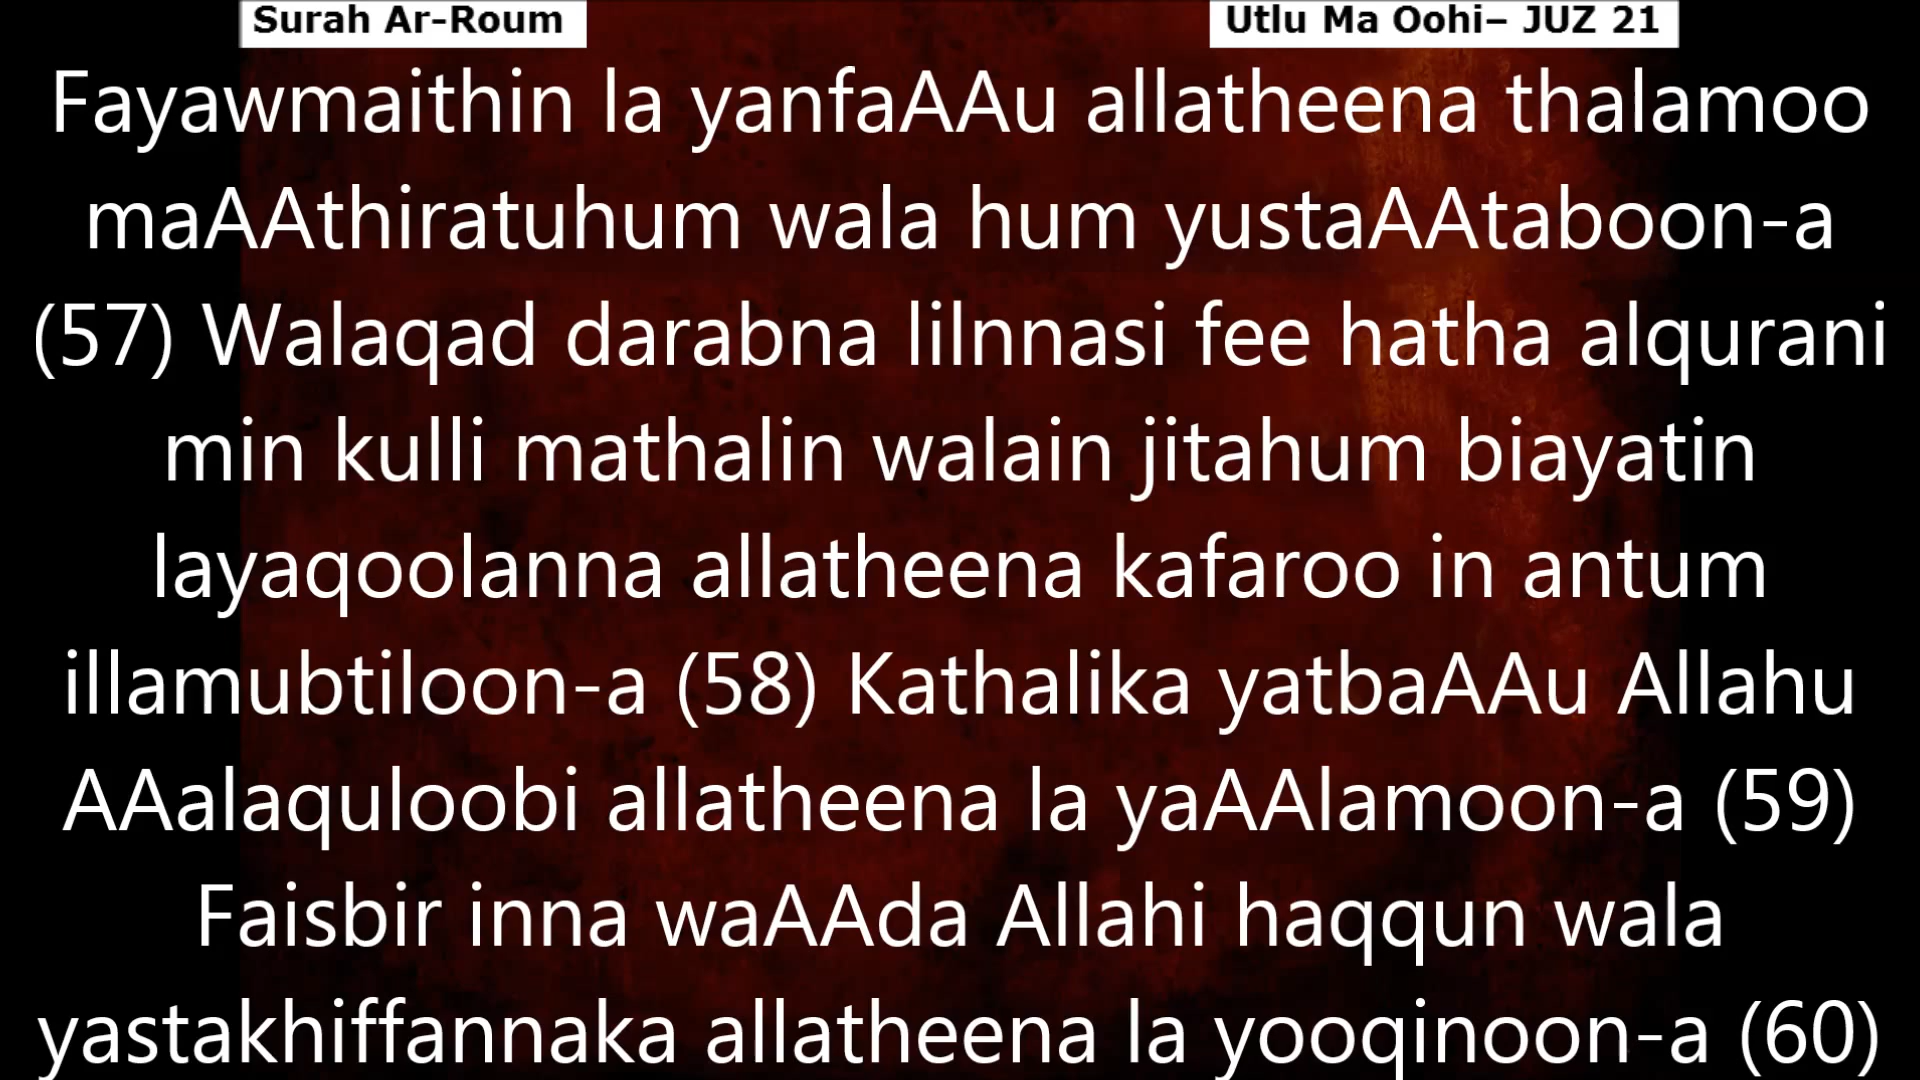 Surah Ar-Roum
Utlu Ma Oohi– JUZ 21
Fayawmaithin la yanfaAAu allatheena thalamoo
maAAthiratuhum wala hum yustaAAtaboon-a
(57) Walaqad darabna lilnnasi fee hatha alqurani
min kulli mathalin walain jitahum biayatin
layaqoolanna allatheena kafaroo in antum
illamubtiloon-a (58) Kathalika yatbaAAu Allahu
AAalaquloobi allatheena la yaAAlamoon-a (59)
Faisbir inna waAAda Allahi haqqun wala
yastakhiffannaka allatheena la yooqinoon-a (60)